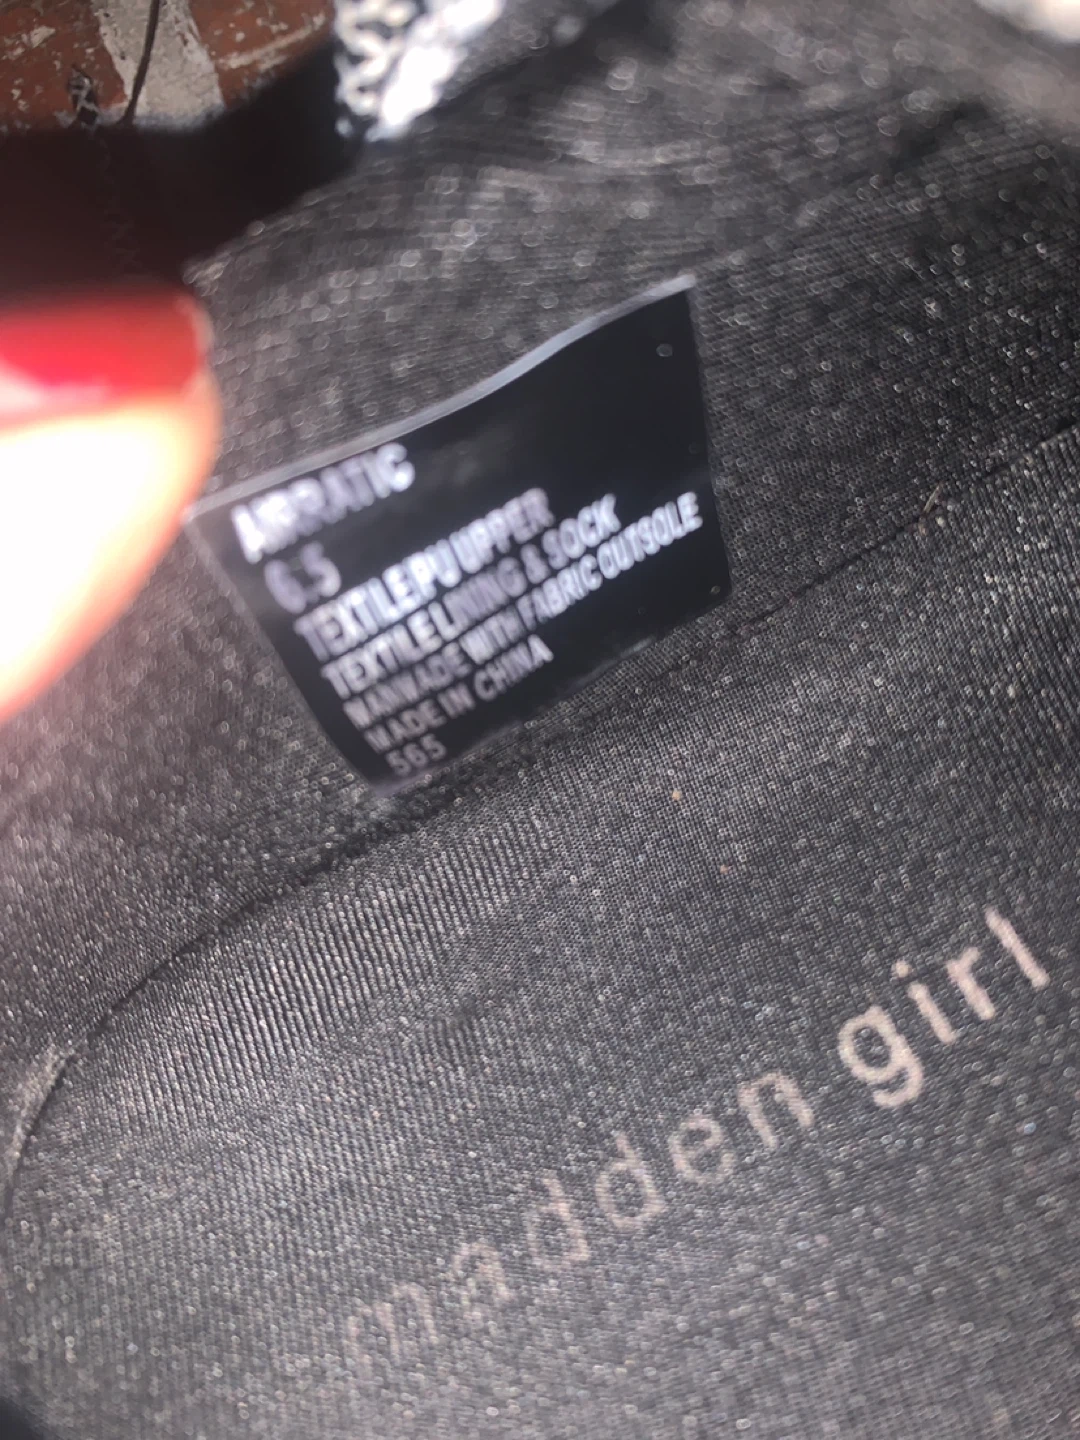 AIRRATIC
6.5
TEXTILE PU UPPER
TEXTILE LINING & SOCK
MANMADE WITH FABRIC OUTSOLE
MADE IN CHINA
565
madden girl